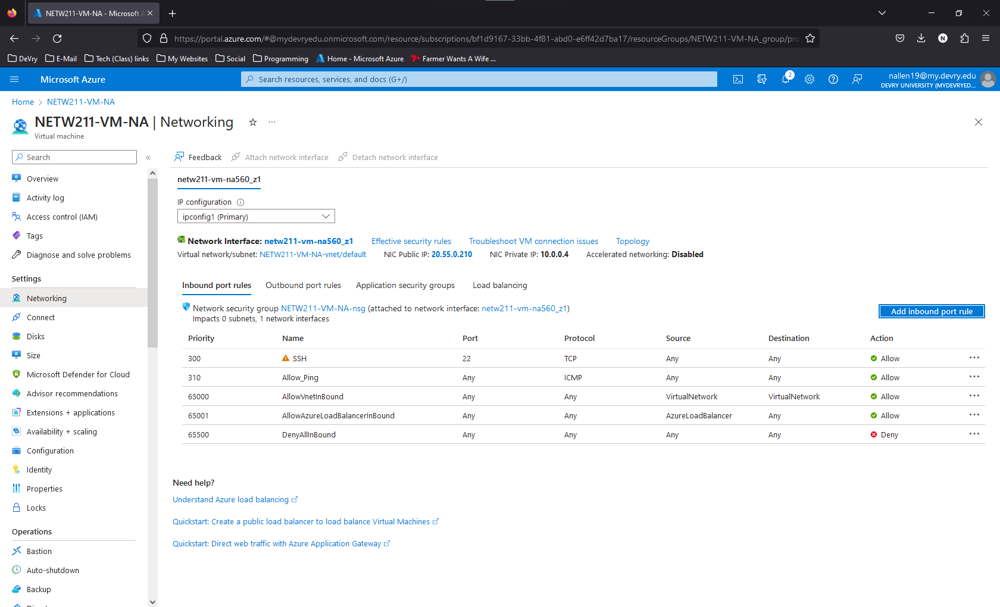 NETW211-VM-NA - Microsoft A
https://portal.azure.com/#@mydevryedu.onmicrosoft.com/resource/subscriptions/bf1d9167-33bb-4f81-abd0-e6ff42d7ba17/resourceGroups/NETW211-VM-NA_group/pro
N
DeVry E-Mail Tech (Class) links My Websites Social Programming Home - Microsoft Azure Farmer Wants A Wife ...
Microsoft Azure
Search resources, services, and docs (G+/)
2
nallen19@my.devry.edu
DEVRY UNIVERSITY (MYDEVRYED...
Home > NETW211-VM-NA
NETW211-VM-NA | Networking
Virtual machine
Search
Overview
Activity log
Access control (IAM)
Tags
Diagnose and solve problems
Settings
Networking
Connect
Disks
Size
Microsoft Defender for Cloud
Advisor recommendations
Extensions + applications
Availability + scaling
Configuration
Identity
Properties
Locks
Operations
Bastion
Auto-shutdown
Backup
Feedback Attach network interface Detach network interface
netw211-vm-na560_z1
IP configuration
ipconfig1 (Primary)
Network Interface: netw211-vm-na560_z1 Effective security rules Troubleshoot VM connection issues Topology
Virtual network/subnet: NETW211-VM-NA-vnet/default NIC Public IP: 20.55.0.210 NIC Private IP: 10.0.0.4 Accelerated networking: Disabled
Inbound port rules Outbound port rules Application security groups Load balancing
Network security group NETW211-VM-NA-nsg (attached to network interface: netw211-vm-na560_z1)
Impacts 0 subnets, 1 network interfaces
Add inbound port rule
Priority Name Port Protocol Source Destination Action
300 SSH 22 TCP Any Any Allow
310 Allow_Ping Any ICMP Any Any Allow
65000 AllowVnetInBound Any Any VirtualNetwork VirtualNetwork Allow
65001 AllowAzureLoadBalancerInBound Any Any AzureLoadBalancer Any Allow
65500 DenyAllInBound Any Any Any Any Deny
Need help?
Understand Azure load balancing
Quickstart: Create a public load balancer to load balance Virtual Machines
Quickstart: Direct web traffic with Azure Application Gateway